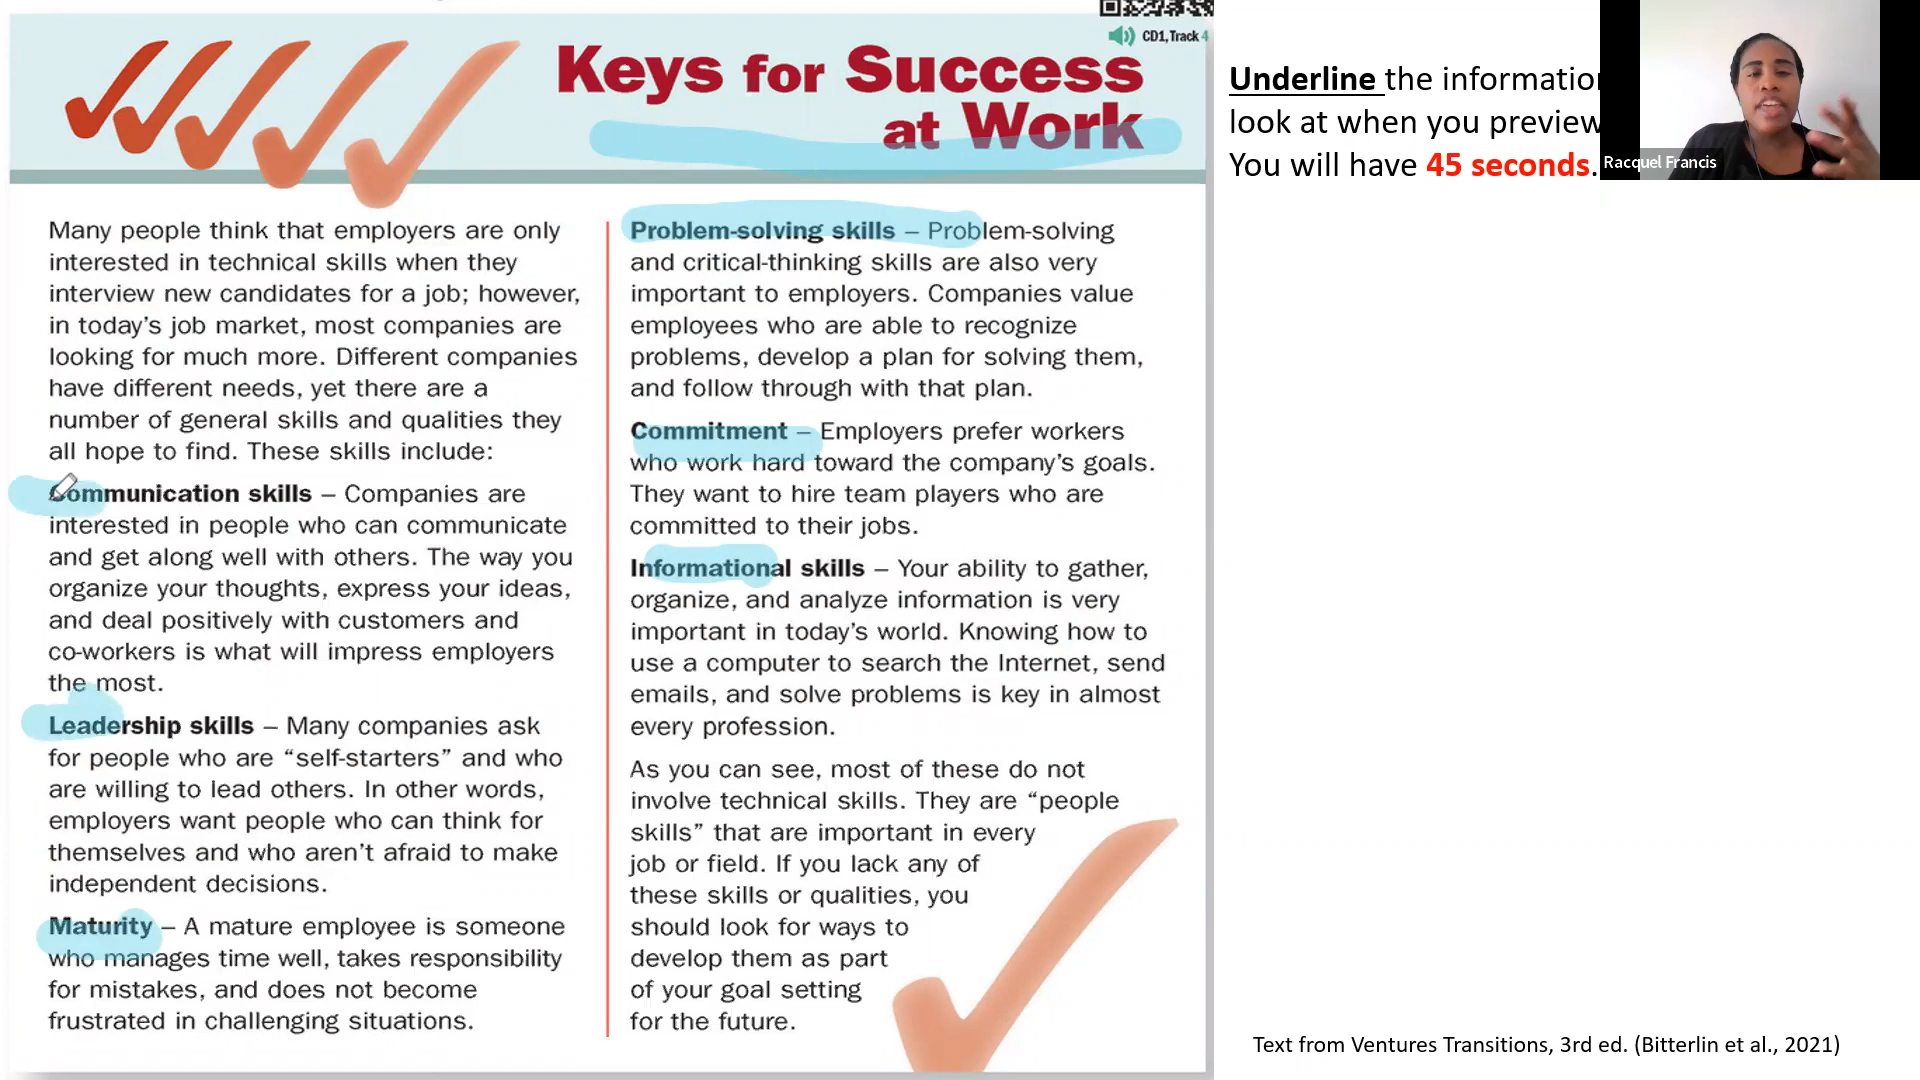 CD1, Track 4
Keys for Success
at Work
Many people think that employers are only
interested in technical skills when they
interview new candidates for a job; however,
in today's job market, most companies are
looking for much more. Different companies
have different needs, yet there are a
number of general skills and qualities they
all hope to find. These skills include:
Communication skills – Companies are
interested in people who can communicate
and get along well with others. The way you
organize your thoughts, express your ideas,
and deal positively with customers and
co-workers is what will impress employers
the most.
Leadership skills – Many companies ask
for people who are “self-starters” and who
are willing to lead others. In other words,
employers want people who can think for
themselves and who aren't afraid to make
independent decisions.
Maturity – A mature employee is someone
who manages time well, takes responsibility
for mistakes, and does not become
frustrated in challenging situations.
Problem-solving skills – Problem-solving
and critical-thinking skills are also very
important to employers. Companies value
employees who are able to recognize
problems, develop a plan for solving them,
and follow through with that plan.
Commitment – Employers prefer workers
who work hard toward the company's goals.
They want to hire team players who are
committed to their jobs.
Informational skills – Your ability to gather,
organize, and analyze information is very
important in today's world. Knowing how to
use a computer to search the Internet, send
emails, and solve problems is key in almost
every profession.
As you can see, most of these do not
involve technical skills. They are “people
skills” that are important in every
job or field. If you lack any of
these skills or qualities, you
should look for ways to
develop them as part
of your goal setting
for the future.
Underline the information
look at when you preview
You will have 45 seconds.
Racquel Francis
Text from Ventures Transitions, 3rd ed. (Bitterlin et al., 2021)